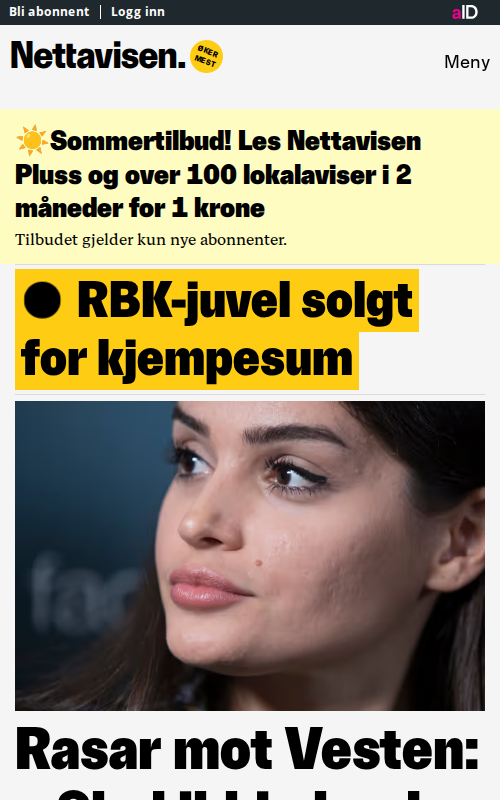 Bli abonnent
Logg inn
aID
Nettavisen.
ØKER
MEST
Meny
Sommertilbud! Les Nettavisen
Pluss og over 100 lokalaviser i 2
måneder for 1 krone
Tilbudet gjelder kun nye abonnenter.
RBK-juvel solgt
for kjempesum
fac
Rasar mot Vesten: